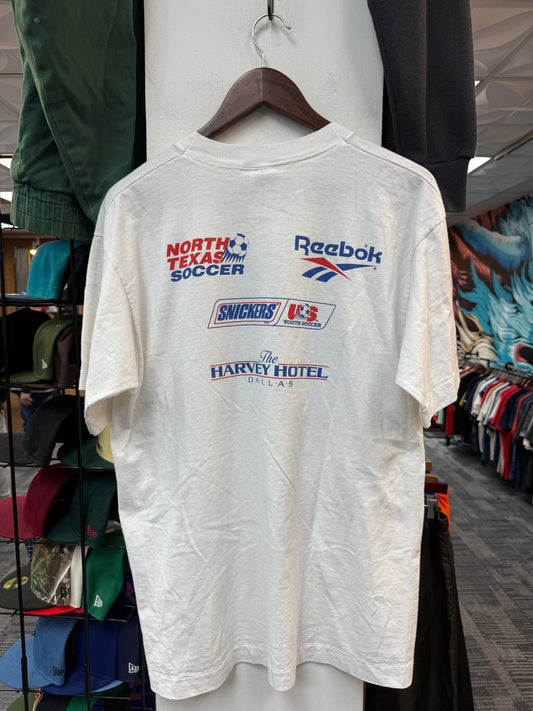 NORTH
TEXAS
SOCCER
Reebok
SNICKERS
US
YOUTH SOCCER
The
HARVEY HOTEL
DALLAS